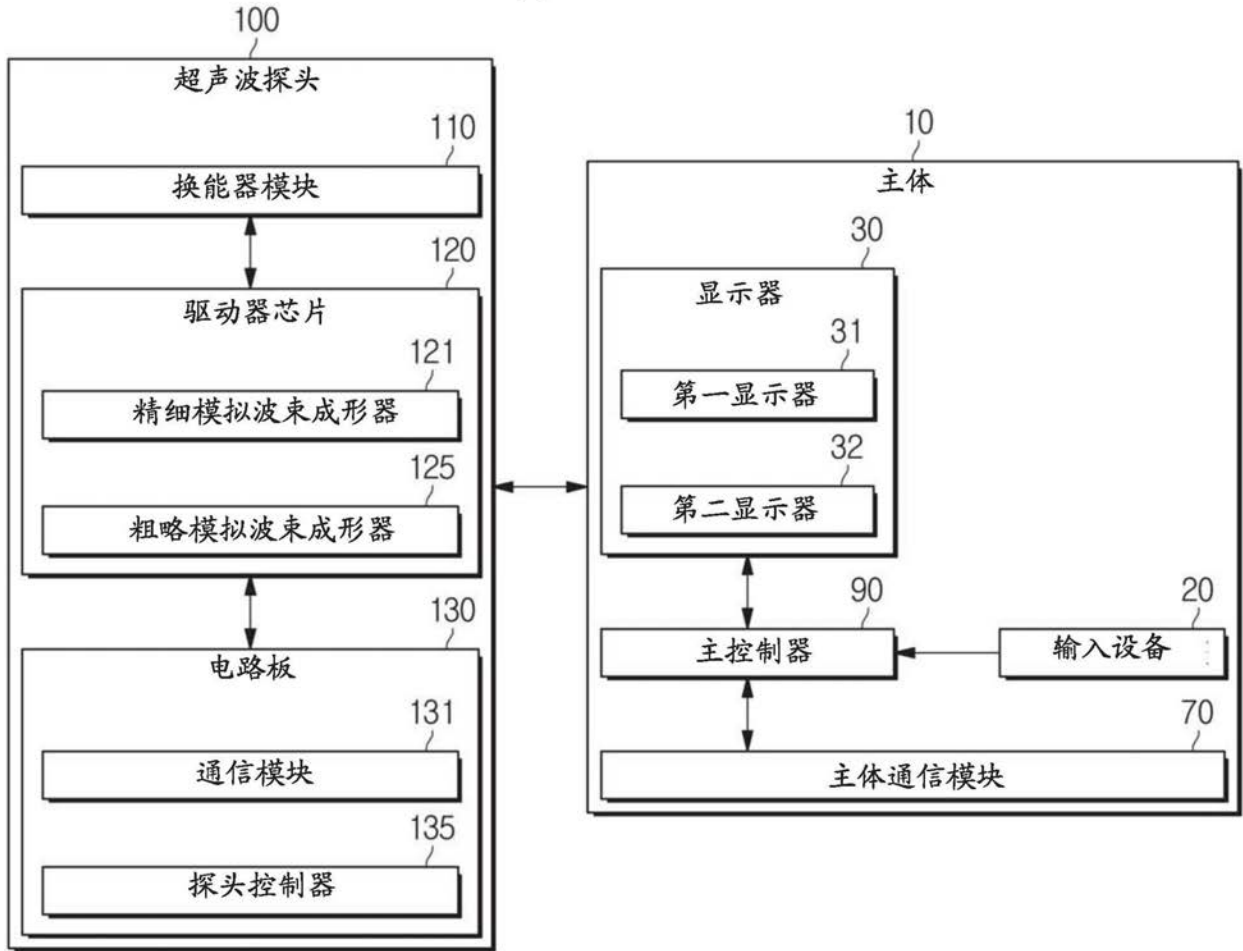 100
超声波探头
110
换能器模块
120
驱动器芯片
121
精细模拟波束成形器
125
粗略模拟波束成形器
130
电路板
131
通信模块
135
探头控制器
10
主体
30
显示器
31
第一显示器
32
第二显示器
90
主控制器
20
输入设备
70
主体通信模块